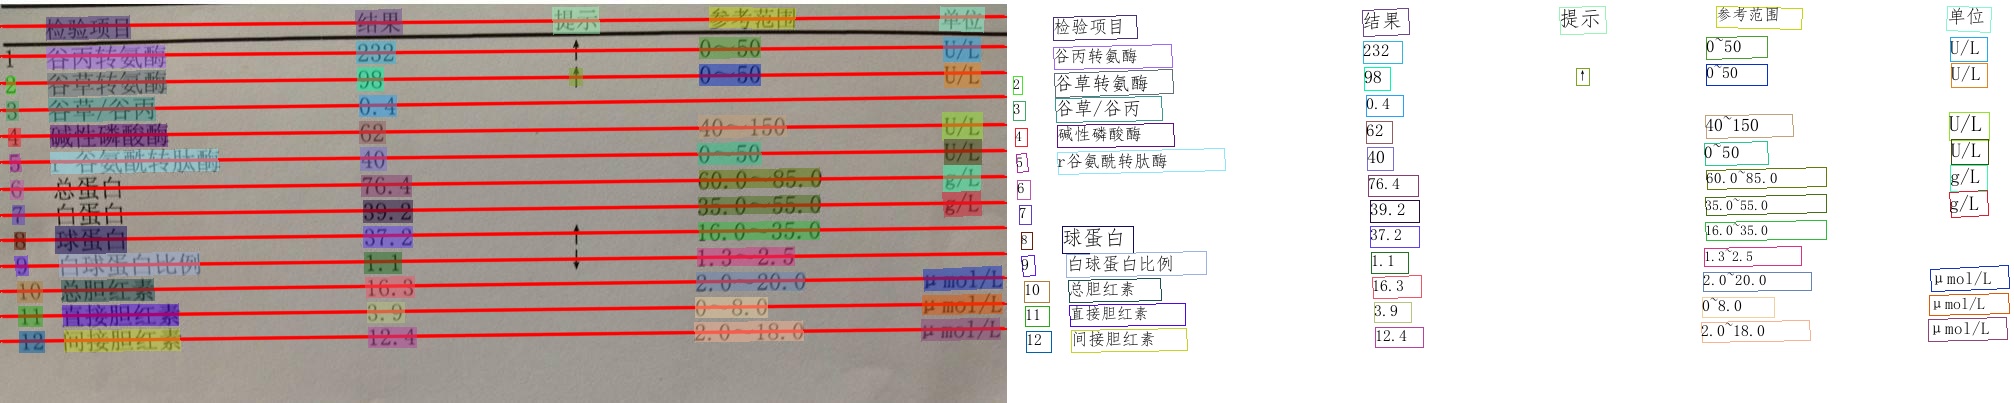 检验项目 结果 提示 参考范围 单位
1 谷丙转氨酶 232 ↑ 0~50 U/L
2 谷草转氨酶 98 ↑ 0~50 U/L
3 谷草/谷丙 0.4
4 碱性磷酸酶 62 40~150 U/L
5 谷氨酰转肽酶 40 0~50 U/L
6 总蛋白 76.4 60.0~85.0 g/L
7 白蛋白 39.2 35.0~55.0 g/L
8 球蛋白 37.2 ↑ 16.0~35.0
9 白球蛋白比例 1.1 ↓ 1.3~2.5
10 总胆红素 16.3 2.0~20.0 μmol/L
11 直接胆红素 3.9 0~8.0 μmol/L
12 间接胆红素 12.4 2.0~18.0 μmol/L
检验项目 结果 提示 参考范围 单位
谷丙转氨酶 232 0~50 U/L
2 谷草转氨酶 98 ↑ 0~50 U/L
3 谷草/谷丙 0.4
4 碱性磷酸酶 62 40~150 U/L
5 r谷氨酰转肽酶 40 0~50 U/L
6 76.4 60.0~85.0 g/L
7 39.2 35.0~55.0 g/L
8 球蛋白 37.2 16.0~35.0
9 白球蛋白比例 1.1 1.3~2.5
10 总胆红素 16.3 2.0~20.0 μmol/L
11 直接胆红素 3.9 0~8.0 μmol/L
12 间接胆红素 12.4 2.0~18.0 μmol/L